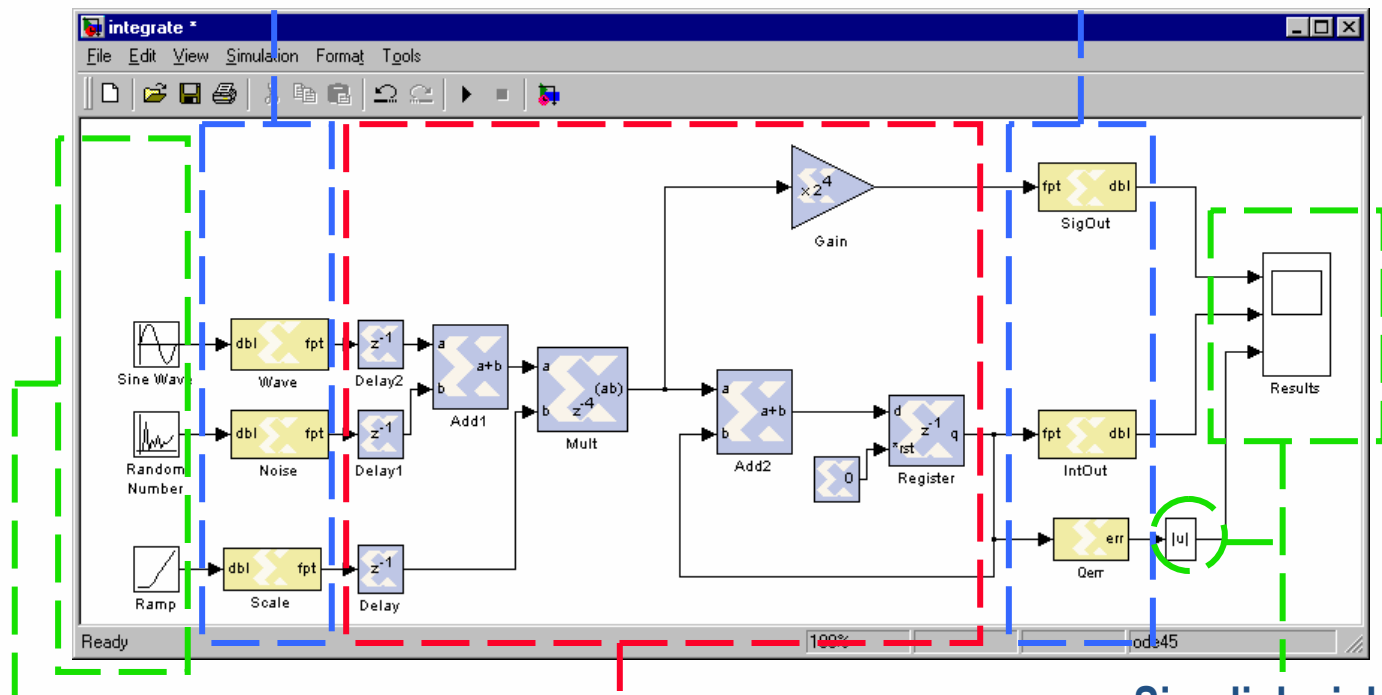 integrate *
File Edit View Simulation Format Tools
x2^4
Gain
fpt dbl
SigOut
Sine Wave
dbl fpt
Wave
z^-1
Delay2
a
b
a+b
Add1
a
b
(ab)
z^-4
Mult
Random
Number
dbl fpt
Noise
z^-1
Delay1
a
b
a+b
Add2
0
d
*rst
z^-1
q
Register
fpt dbl
IntOut
Results
err
Qerr
|u|
Ramp
dbl fpt
Scale
z^-1
Delay
Ready 100% ode45